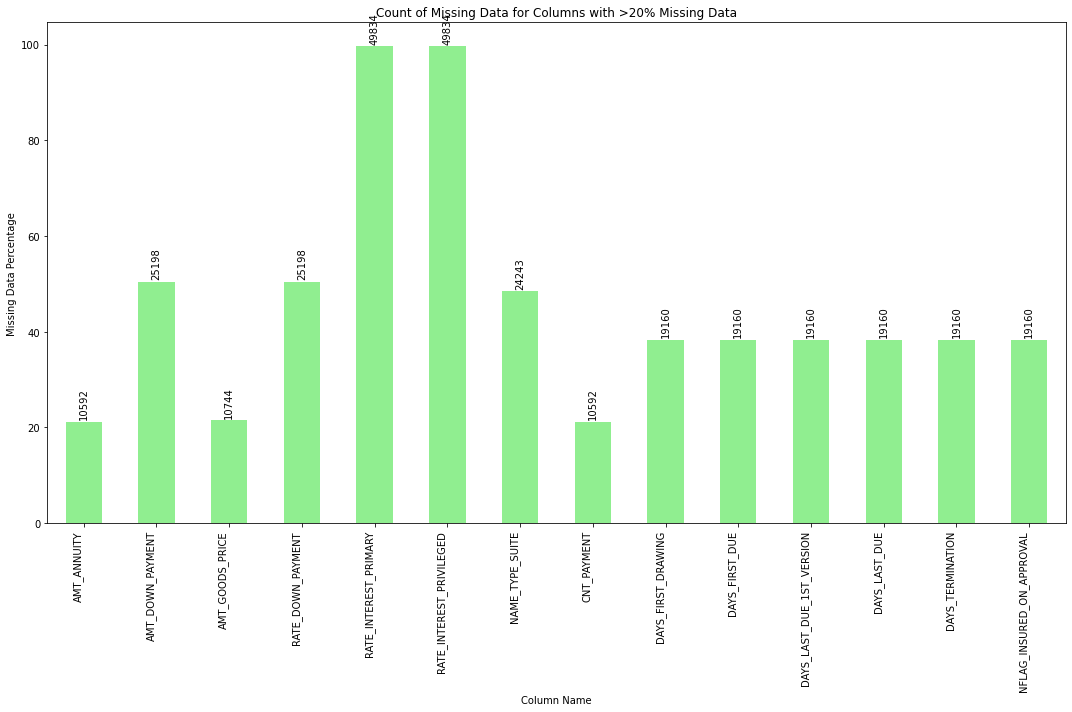 Count of Missing Data for Columns with >20% Missing Data
Missing Data Percentage
100
80
60
40
20
0
10592
25198
10744
25198
49834
49834
24243
10592
19160
19160
19160
19160
19160
19160
AMT_ANNUITY
AMT_DOWN_PAYMENT
AMT_GOODS_PRICE
RATE_DOWN_PAYMENT
RATE_INTEREST_PRIMARY
RATE_INTEREST_PRIVILEGED
NAME_TYPE_SUITE
CNT_PAYMENT
DAYS_FIRST_DRAWING
DAYS_FIRST_DUE
DAYS_LAST_DUE_1ST_VERSION
DAYS_LAST_DUE
DAYS_TERMINATION
NFLAG_INSURED_ON_APPROVAL
Column Name